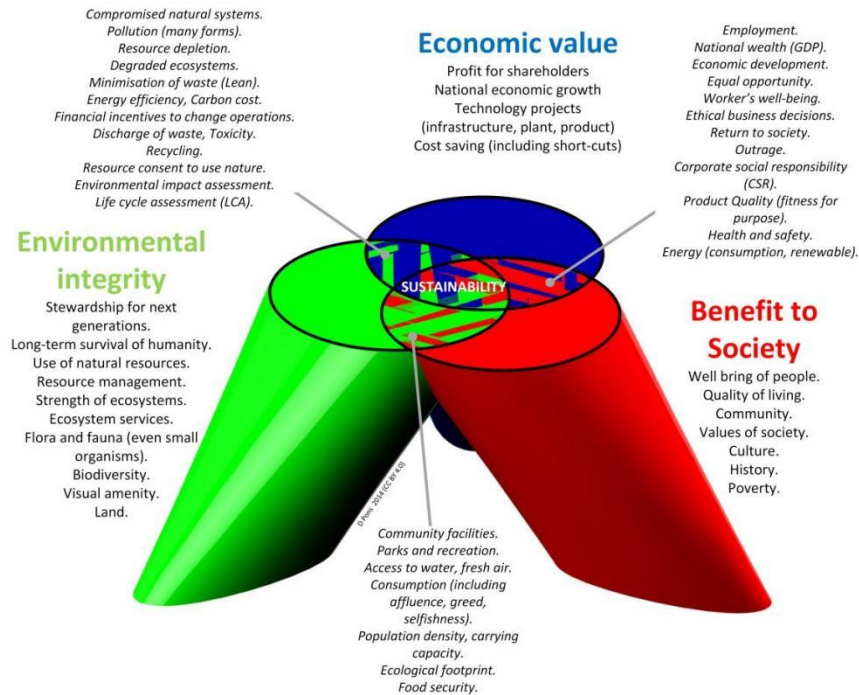 Compromised natural systems.
Pollution (many forms).
Resource depletion.
Degraded ecosystems.
Minimisation of waste (Lean).
Energy efficiency, Carbon cost.
Financial incentives to change operations.
Discharge of waste, Toxicity.
Recycling.
Resource consent to use nature.
Environmental impact assessment.
Life cycle assessment (LCA).
Economic value
Profit for shareholders
National economic growth
Technology projects
(infrastructure, plant, product)
Cost saving (including short-cuts)
Employment.
National wealth (GDP).
Economic development.
Equal opportunity.
Worker's well-being.
Ethical business decisions.
Return to society.
Outrage.
Corporate social responsibility
(CSR).
Product Quality (fitness for
purpose).
Health and safety.
Energy (consumption, renewable).
Environmental
integrity
Stewardship for next
generations.
Long-term survival of humanity.
Use of natural resources.
Resource management.
Strength of ecosystems.
Ecosystem services.
Flora and fauna (even small
organisms).
Biodiversity.
Visual amenity.
Land.
SUSTAINABILITY
Benefit to
Society
Well bring of people.
Quality of living.
Community.
Values of society.
Culture.
History.
Poverty.
D Pons 2014 (CC BY 4.0)
Community facilities.
Parks and recreation.
Access to water, fresh air.
Consumption (including
affluence, greed,
selfishness).
Population density, carrying
capacity.
Ecological footprint.
Food security.